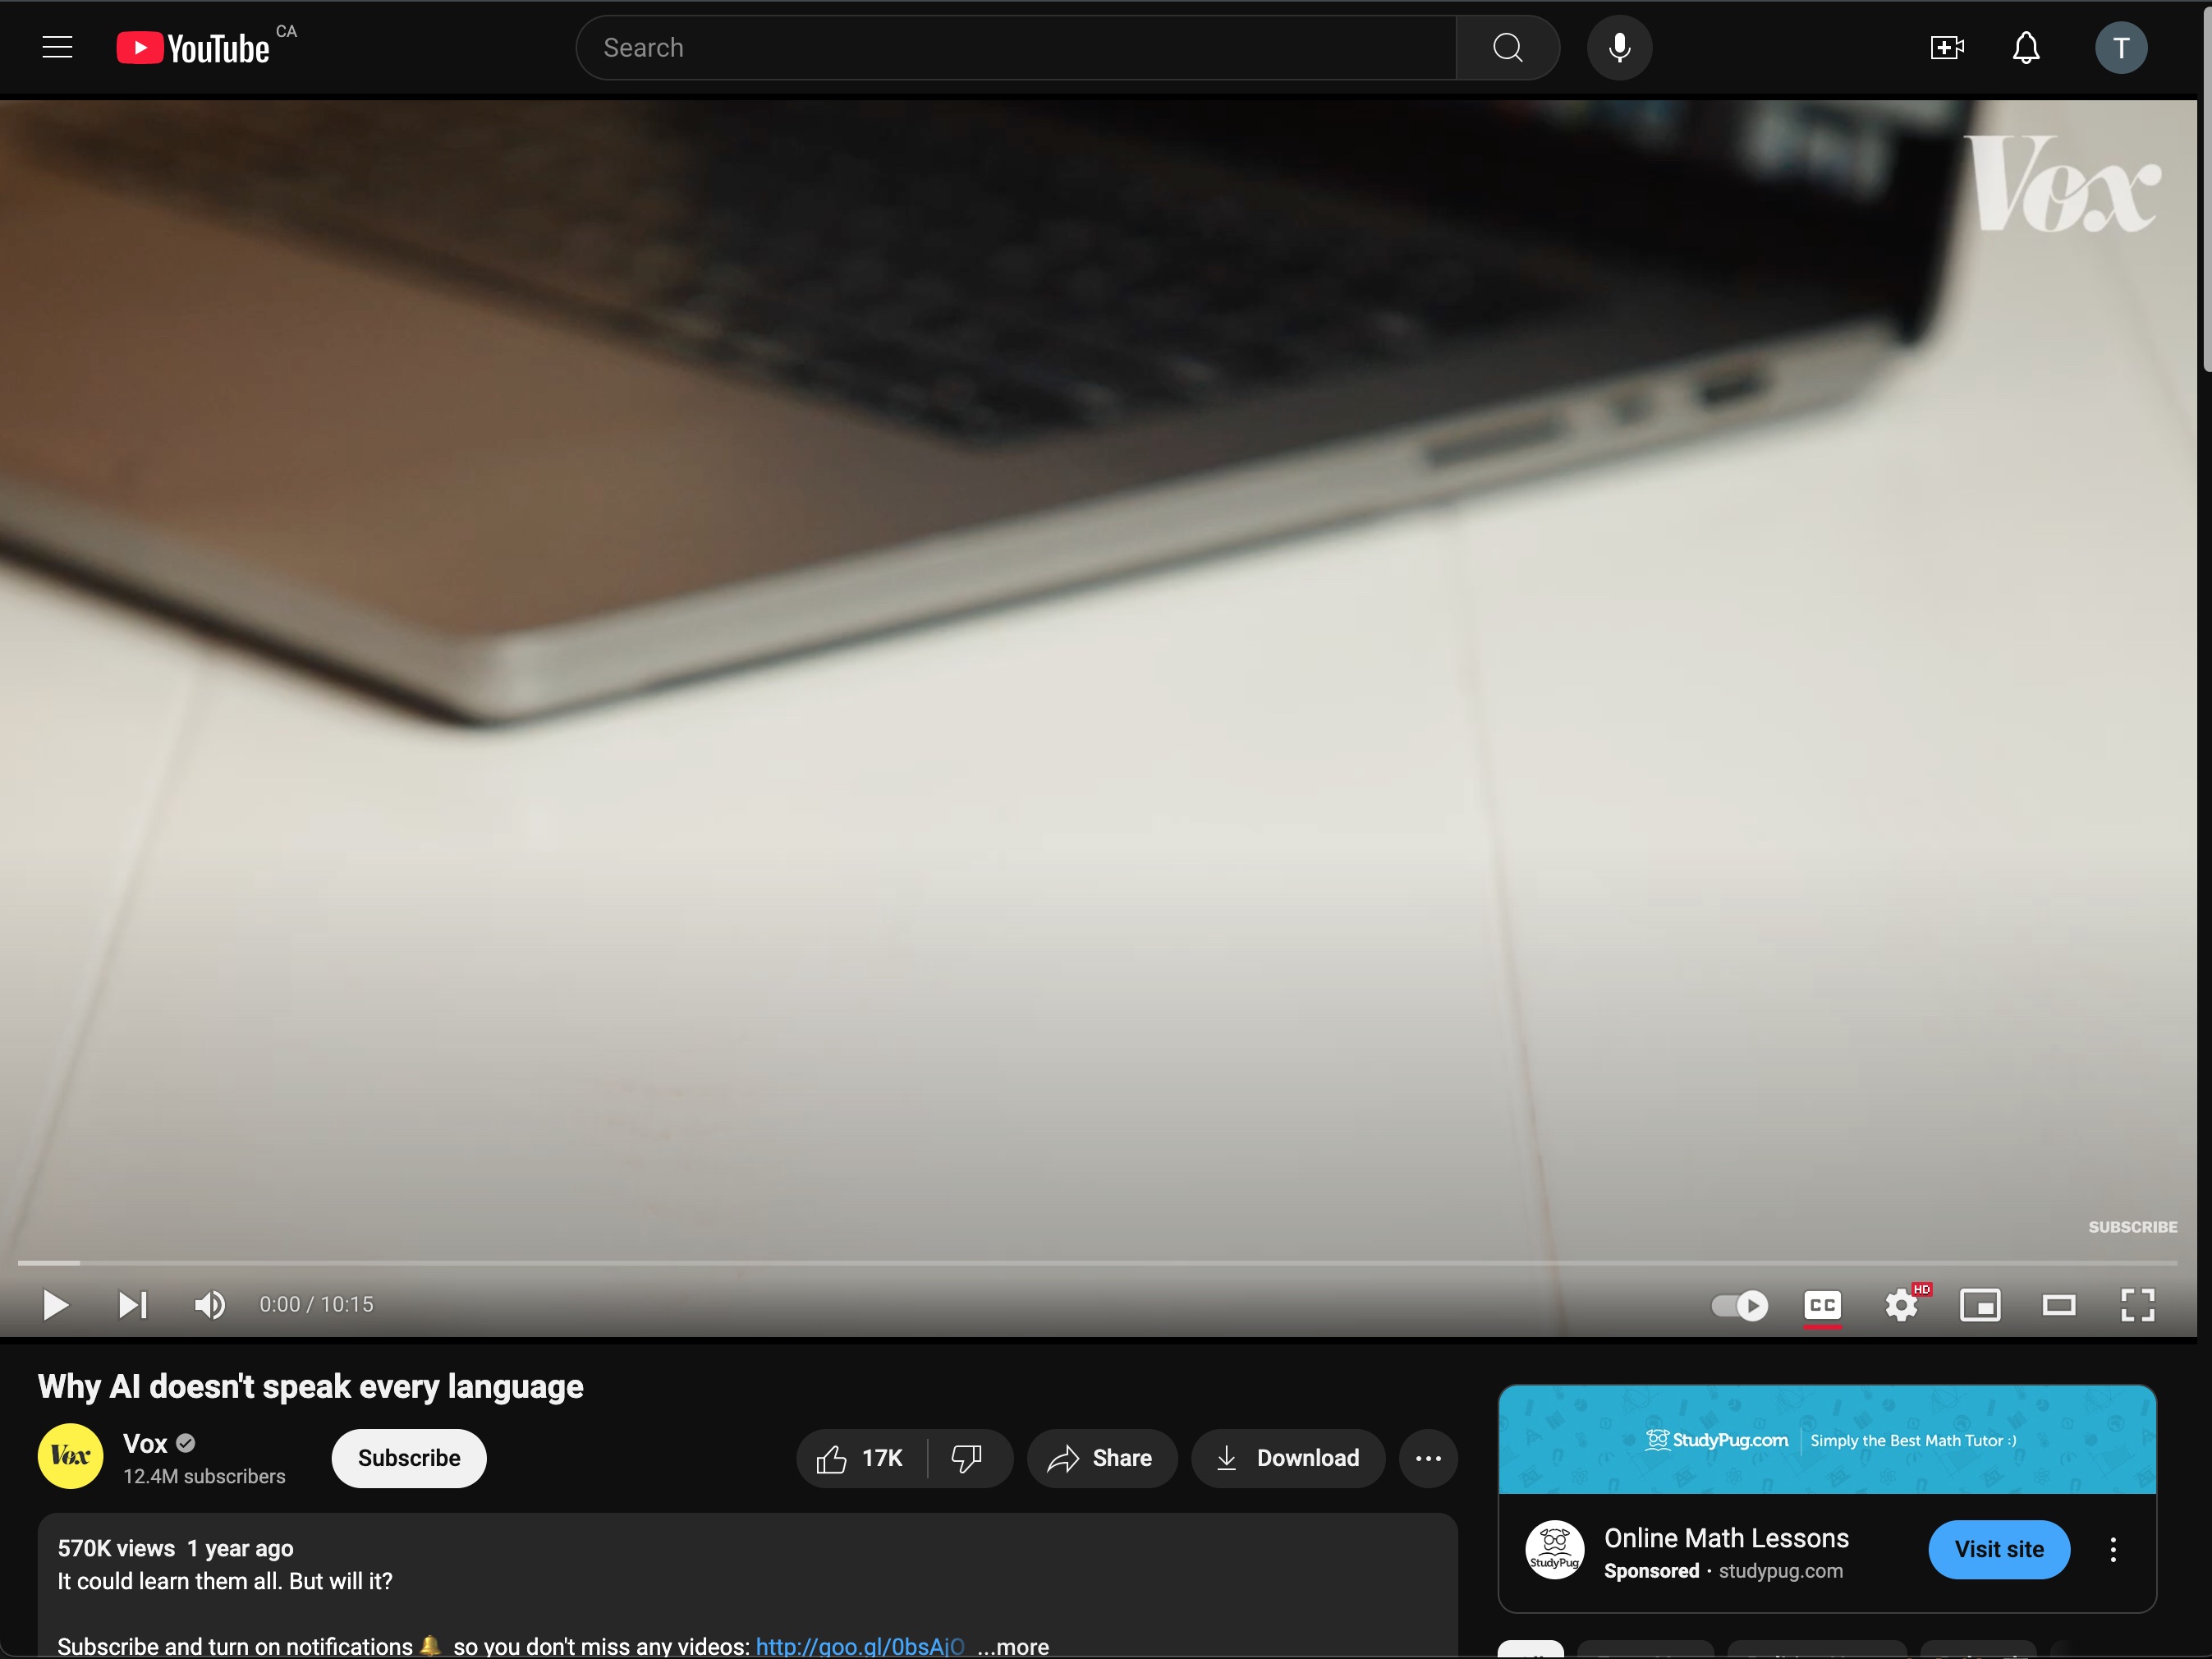 YouTube CA
Search
T
Vox
SUBSCRIBE
0:00 / 10:15
CC
HD
Why AI doesn't speak every language
Vox
Vox
12.4M subscribers
Subscribe
17K
Share
Download
StudyPug.com Simply the Best Math Tutor :)
StudyPug
Online Math Lessons
Sponsored · studypug.com
Visit site
570K views 1 year ago
It could learn them all. But will it?
Subscribe and turn on notifications 🔔 so you don't miss any videos: http://goo.gl/0bsAjO ...more